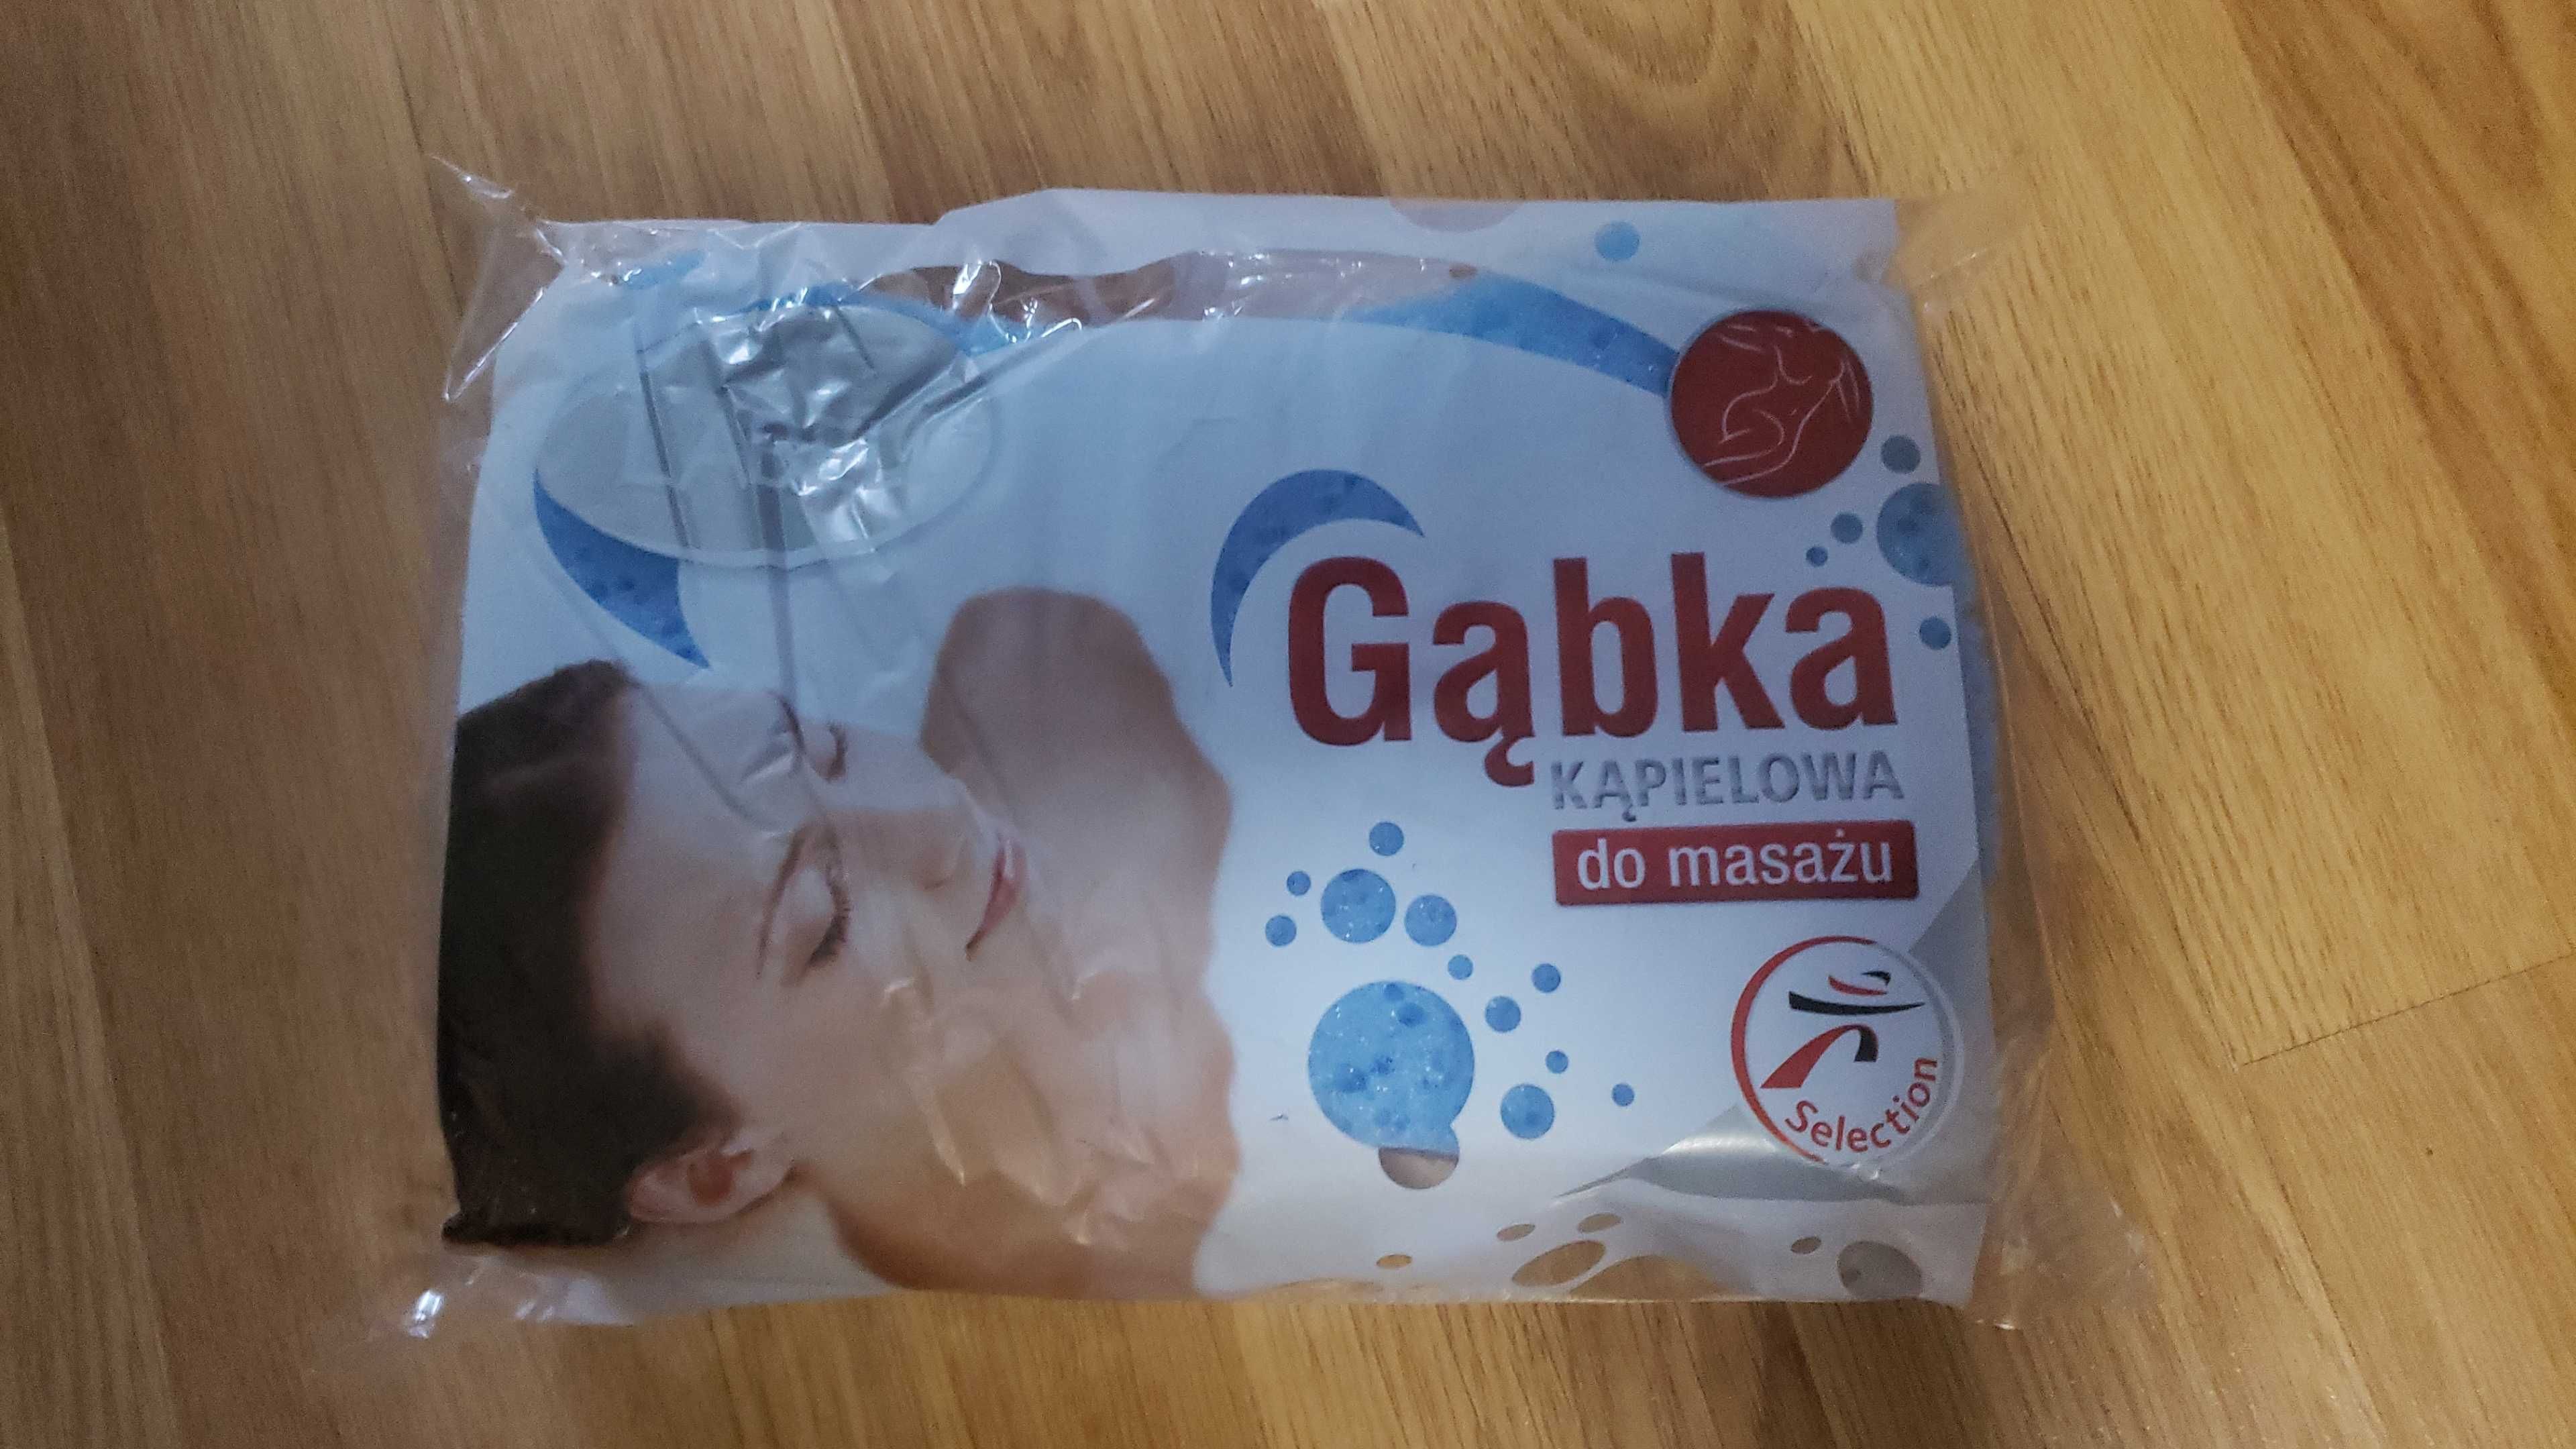 Gąbka
KĄPIELOWA
do masażu
Selection